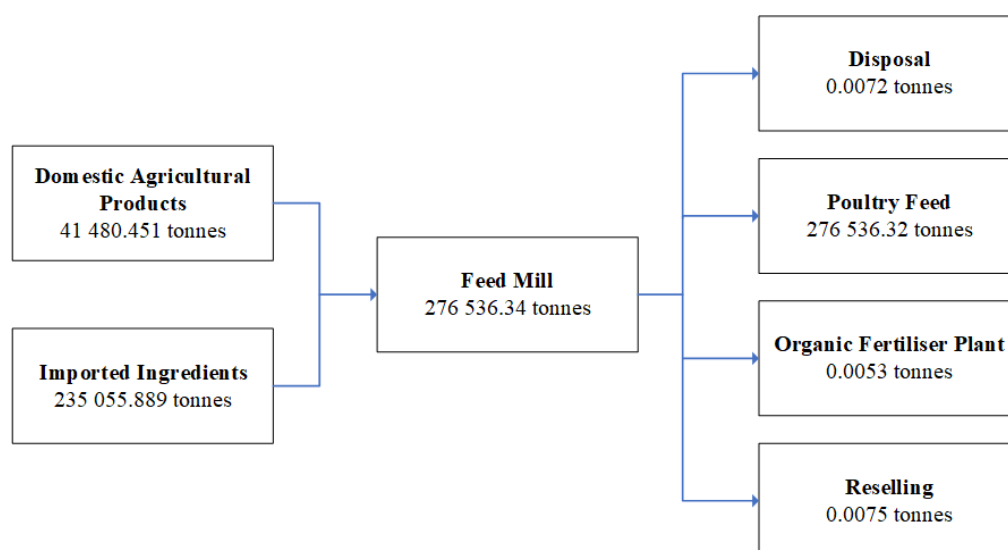 Domestic Agricultural
Products
41 480.451 tonnes
Imported Ingredients
235 055.889 tonnes
Feed Mill
276 536.34 tonnes
Disposal
0.0072 tonnes
Poultry Feed
276 536.32 tonnes
Organic Fertiliser Plant
0.0053 tonnes
Reselling
0.0075 tonnes